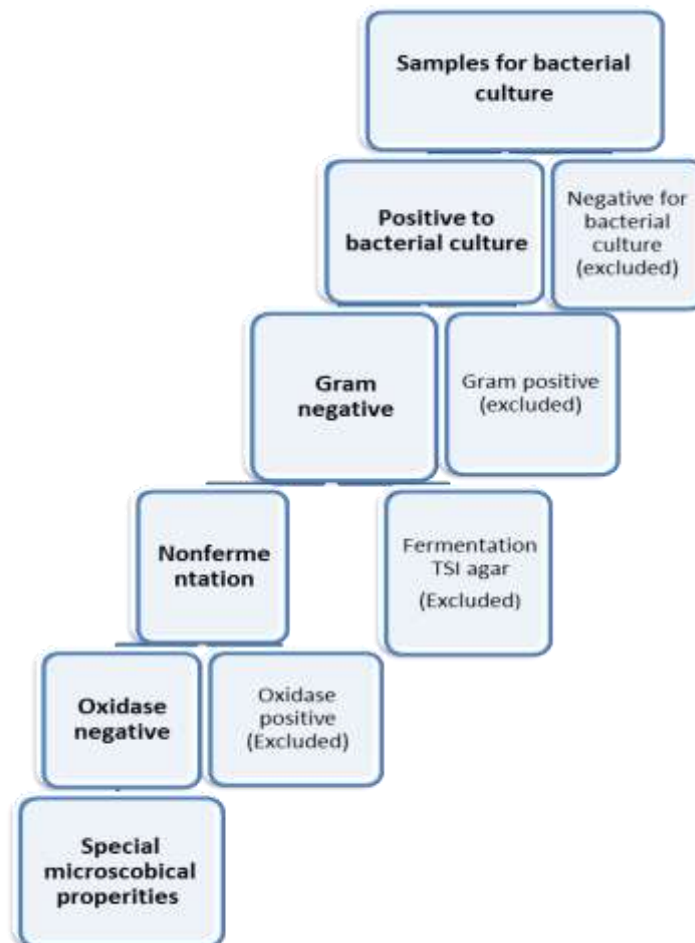 Samples for bacterial
culture
Positive to
bacterial culture
Negative for
bacterial
culture
(excluded)
Gram
negative
Gram positive
(excluded)
Nonferme
ntation
Fermentation
TSI agar
(Excluded)
Oxidase
negative
Oxidase
positive
(Excluded)
Special
microscobical
properities